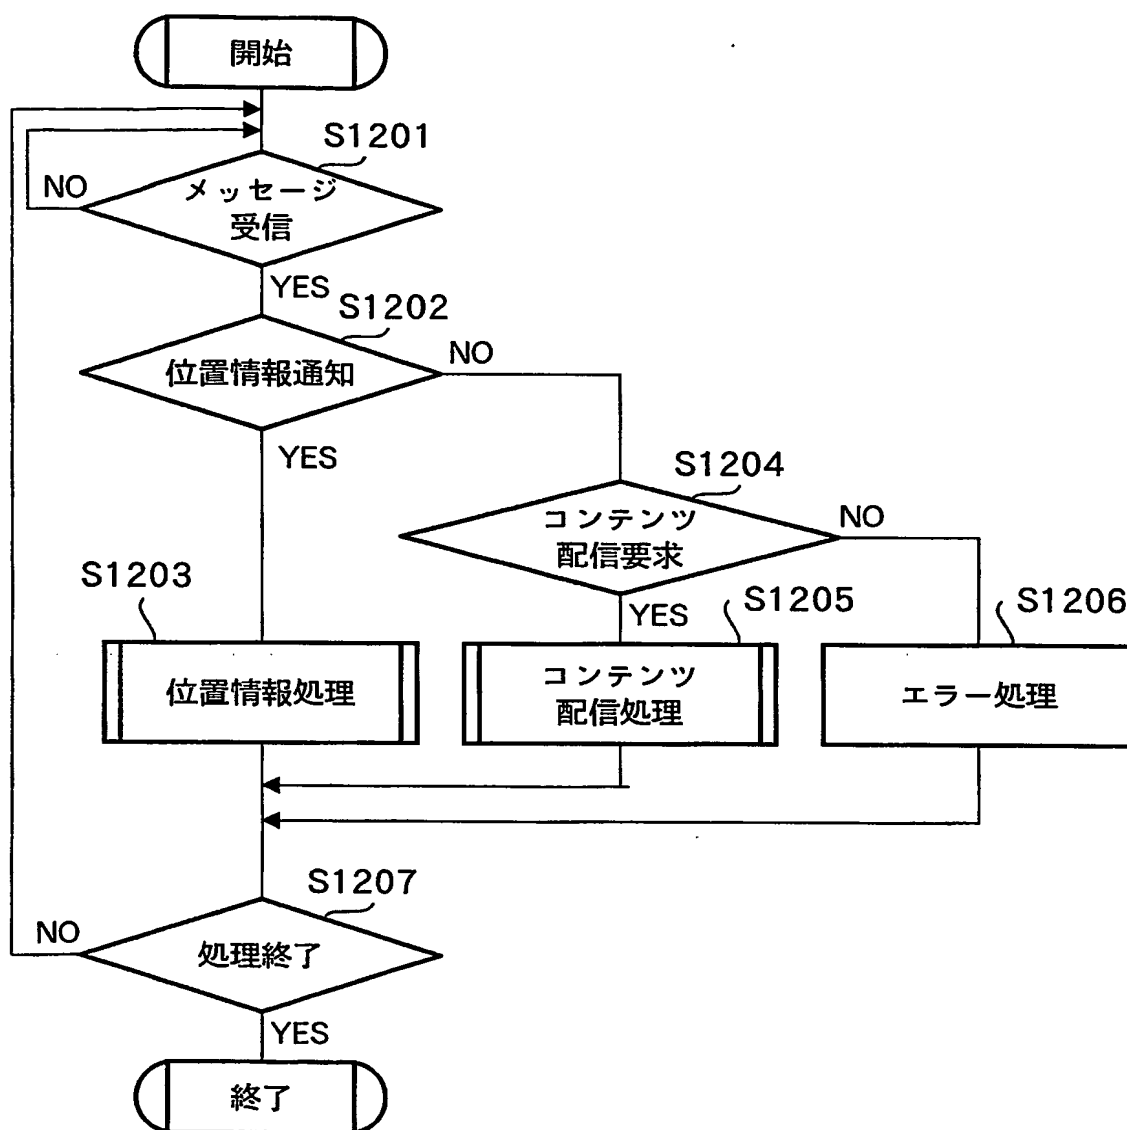 開始
S1201
NO
メッセージ
受信
YES
S1202
位置情報通知
NO
YES
S1204
コンテンツ
配信要求
NO
S1203
YES
S1205
S1206
位置情報処理
コンテンツ
配信処理
エラー処理
S1207
NO
処理終了
YES
終了